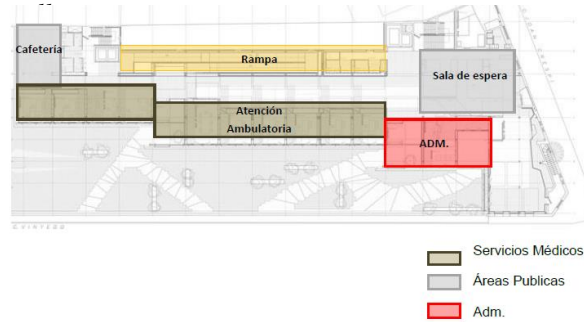 Cafetería
Rampa
Sala de espera
Atención
Ambulatoria
ADM.
Servicios Médicos
Áreas Publicas
Adm.